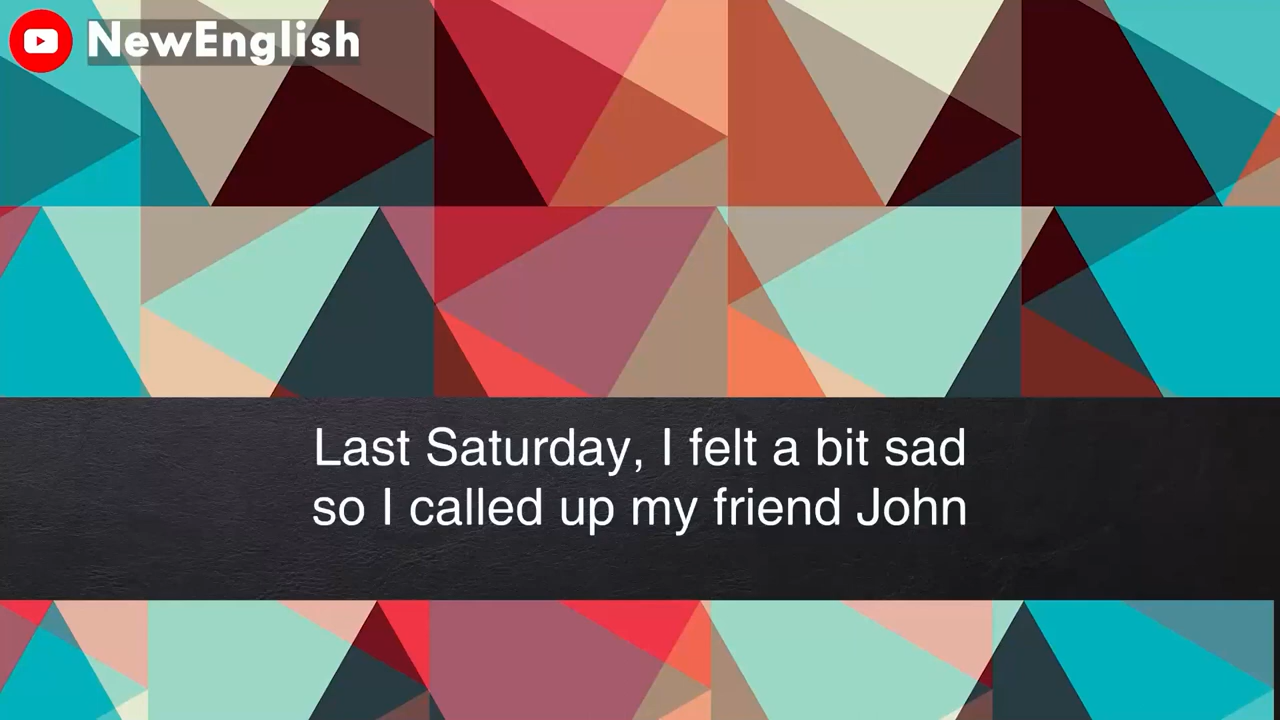 NewEnglish
Last Saturday, I felt a bit sad
so I called up my friend John